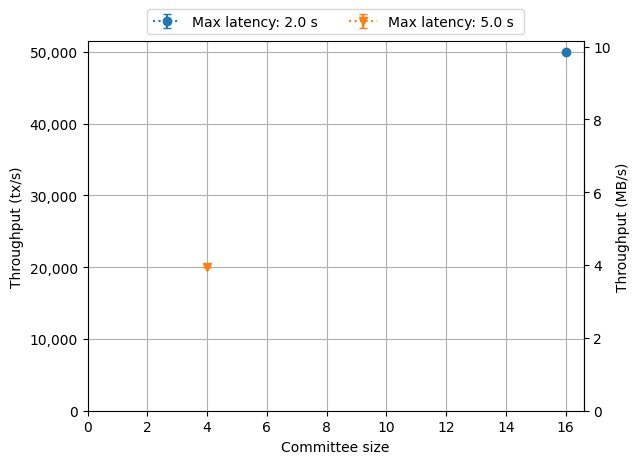 Max latency: 2.0 s
Max latency: 5.0 s
50,000
40,000
30,000
20,000
10,000
0
Throughput (tx/s)
10
8
6
4
2
0
Throughput (MB/s)
0 2 4 6 8 10 12 14 16
Committee size